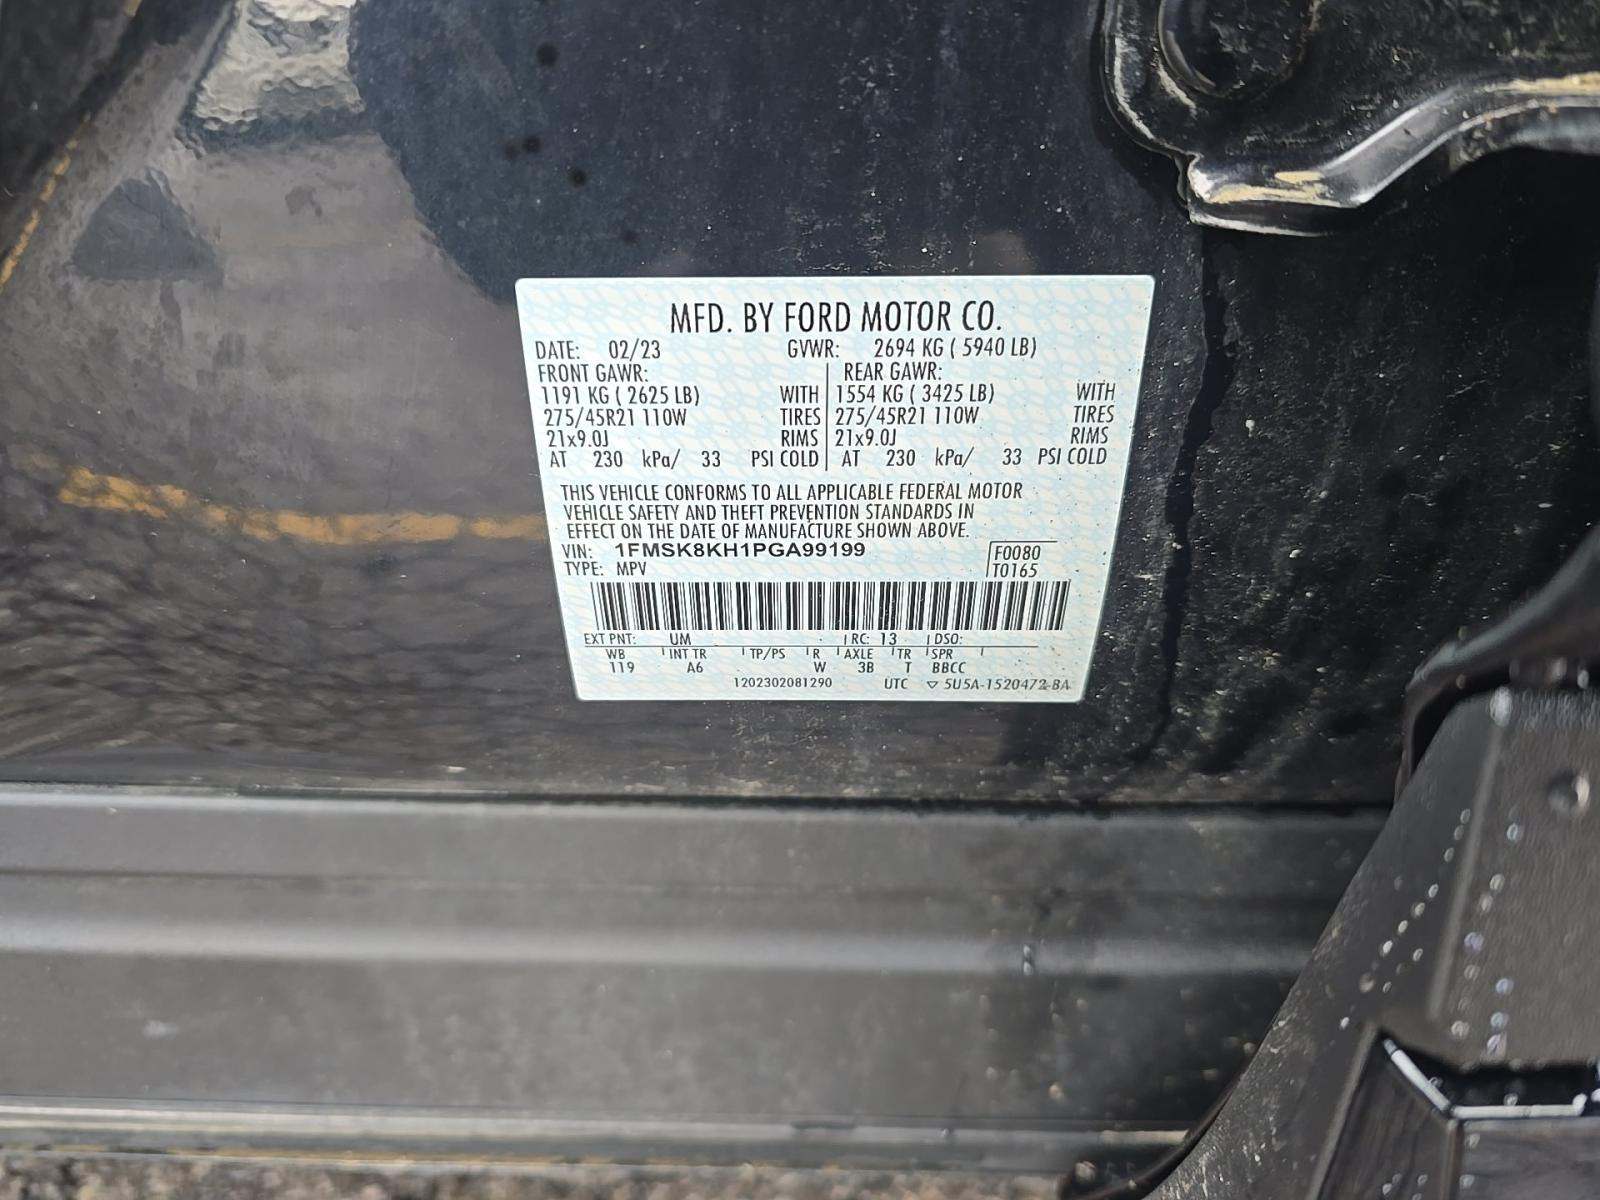 MFD. BY FORD MOTOR CO.
DATE: 02/23 GVWR: 2694 KG ( 5940 LB)
FRONT GAWR: REAR GAWR:
1191 KG ( 2625 LB) WITH 1554 KG ( 3425 LB) WITH
275/45R21 110W TIRES 275/45R21 110W TIRES
21x9.0J RIMS 21x9.0J RIMS
AT 230 kPa/ 33 PSI COLD AT 230 kPa/ 33 PSI COLD
THIS VEHICLE CONFORMS TO ALL APPLICABLE FEDERAL MOTOR
VEHICLE SAFETY AND THEFT PREVENTION STANDARDS IN
EFFECT ON THE DATE OF MANUFACTURE SHOWN ABOVE.
VIN: 1FMSK8KH1PGA99199 F0080
TYPE: MPV T0165
EXT PNT: UM RC: 13 DSO:
WB INT TR TP/PS R AXLE TR SPR
119 A6 W 3B T BBCC
1202302081290 UTC ▽ 5U5A-1520472-BA